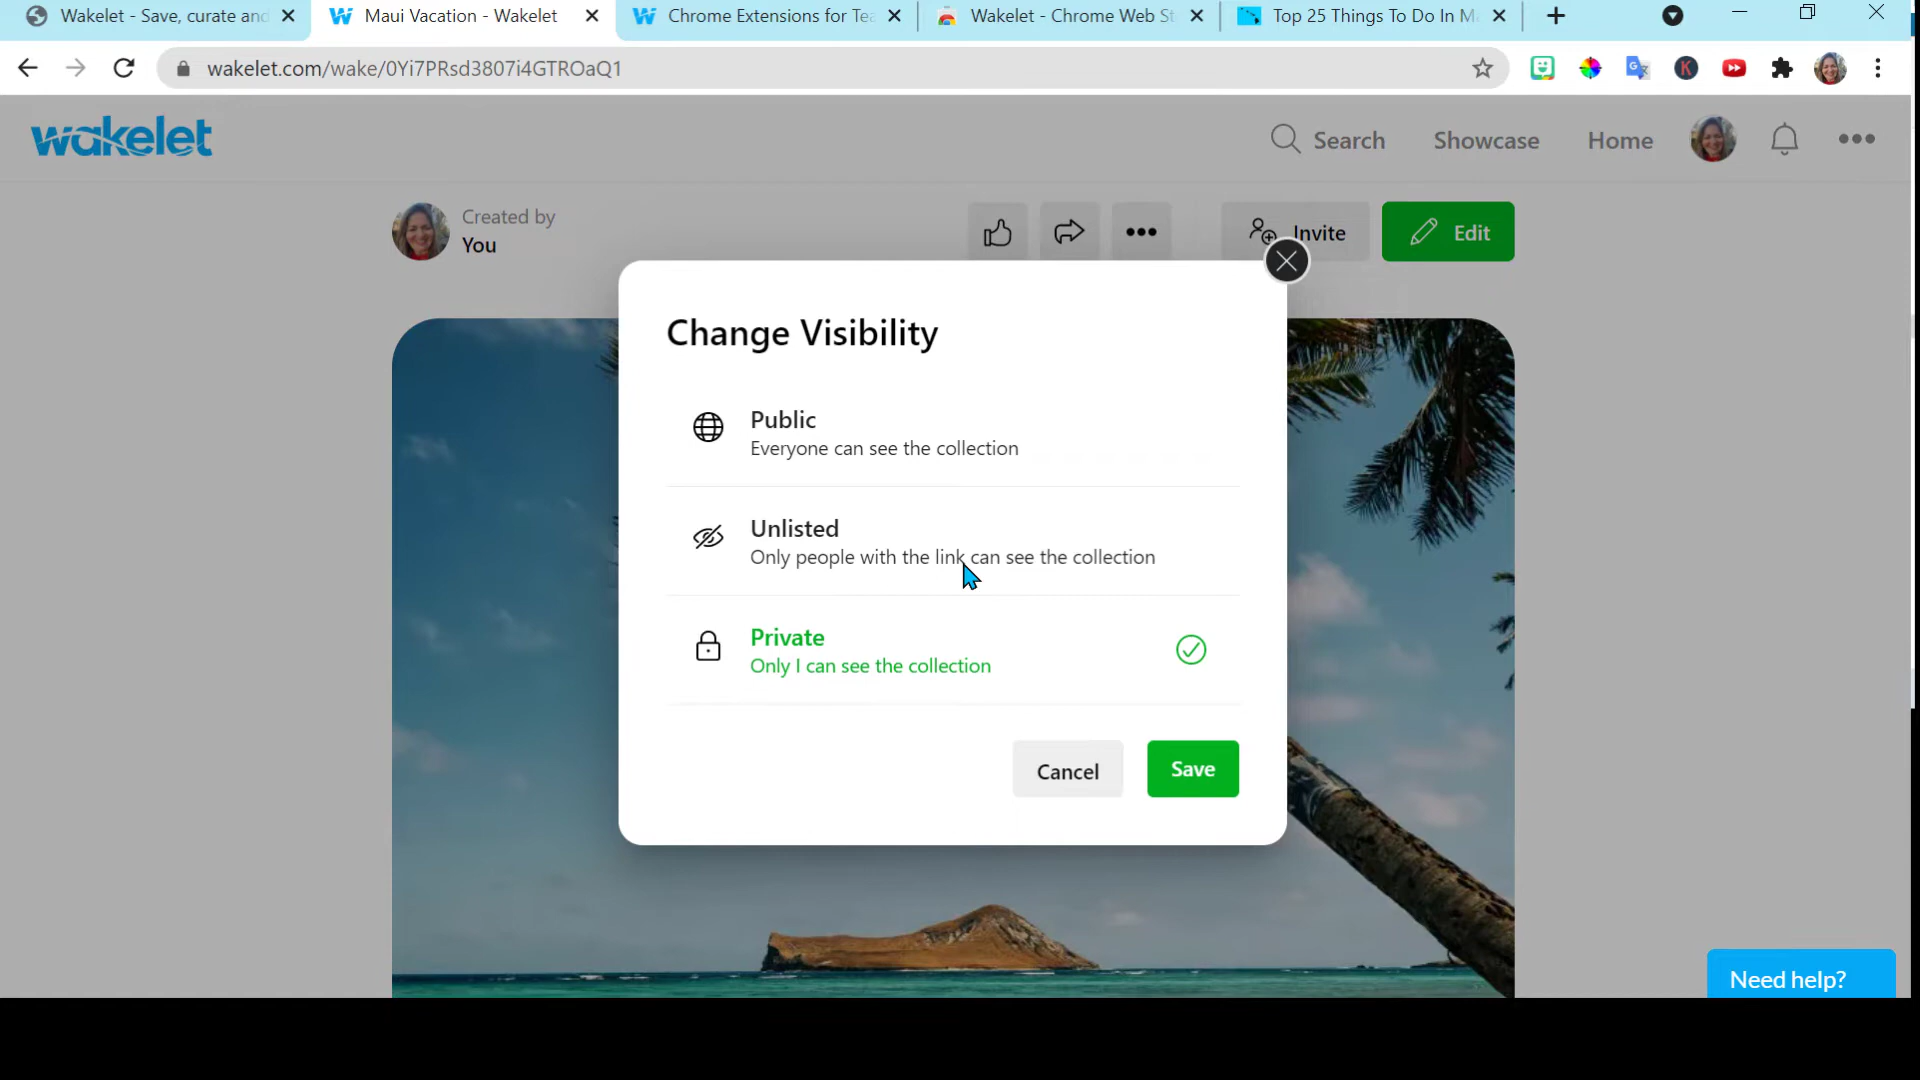 Wakelet - Save, curate and
Maui Vacation - Wakelet
Chrome Extensions for Tea
Wakelet - Chrome Web St
Top 25 Things To Do In M
wakelet.com/wake/0Yi7PRsd3807i4GTROaQ1
K
wakelet
Search
Showcase
Home
Created by
You
Invite
Edit
Change Visibility
Public
Everyone can see the collection
Unlisted
Only people with the link can see the collection
Private
Only I can see the collection
Cancel
Save
Need help?